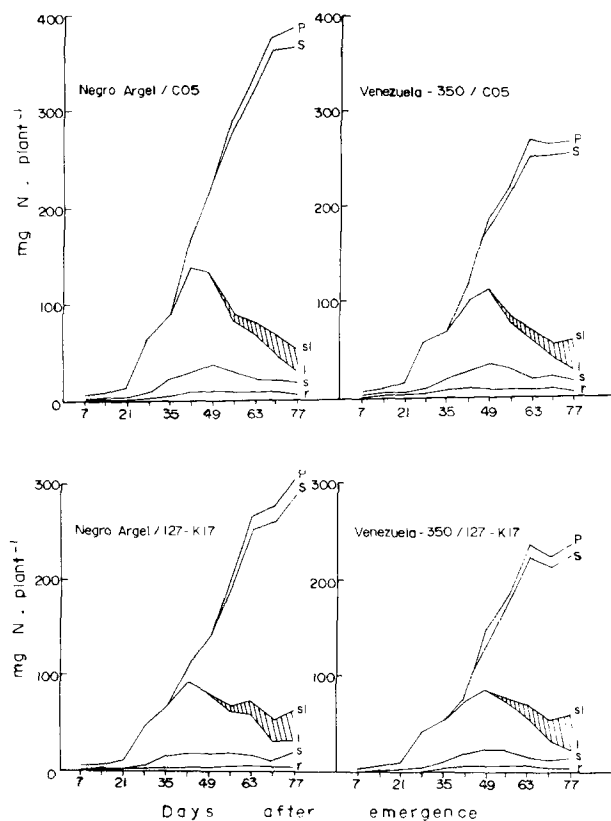 400
300
200
100
0
mg N. plant⁻¹
Negro Argel / C05
P
S
sl
l
s
r
7 21 35 49 63 77
Venezuela - 350 / C05
400
300
200
100
0
P
S
sl
l
s
r
7 21 35 49 63 77
300
200
100
0
mg N. plant⁻¹
Negro Argel / 127 - K17
P
S
sl
l
s
r
7 21 35 49 63 77
Venezuela - 350 / 127 - K17
300
200
100
0
P
S
sl
l
s
r
7 21 35 49 63 77
Days after emergence